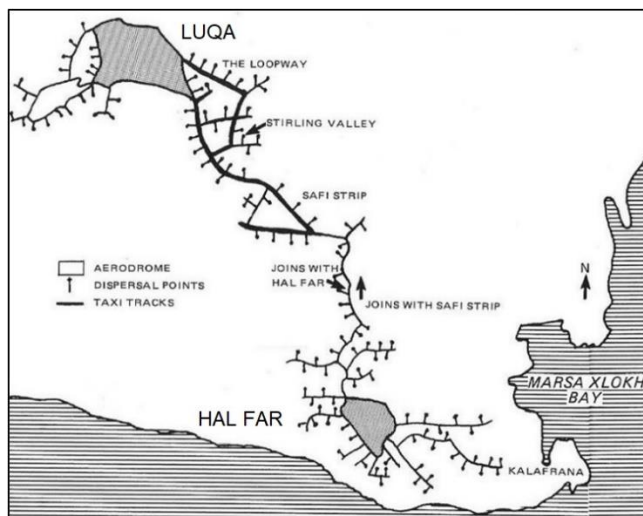 LUQA
THE LOOPWAY
STIRLING VALLEY
SAFI STRIP
AERODROME
DISPERSAL POINTS
TAXI TRACKS
JOINS WITH
HAL FAR
N
JOINS WITH SAFI STRIP
MARSA XLOKH
BAY
HAL FAR
KALAFRANA